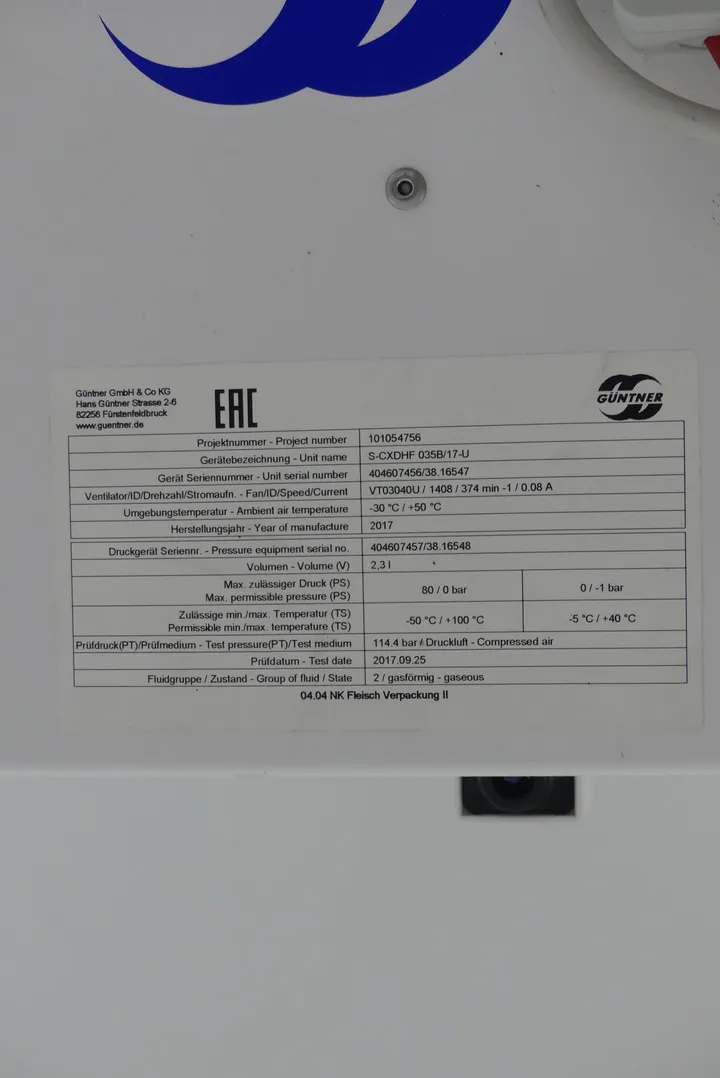 Güntner GmbH & Co KG
Hans Güntner Strasse 2-6
82256 Fürstenfeldbruck
www.guentner.de
EAC
GÜNTNER
Projektnummer - Project number 101054756
Gerätebezeichnung - Unit name S-CXDHF 035B/17-U
Gerät Seriennummer - Unit serial number 404607456/38.16547
Ventilator/ID/Drehzahl/Stromaufn. - Fan/ID/Speed/Current VT03040U / 1408 / 374 min -1 / 0.08 A
Umgebungstemperatur - Ambient air temperature -30 °C / +50 °C
Herstellungsjahr - Year of manufacture 2017
Druckgerät Seriennr. - Pressure equipment serial no. 404607457/38.16548
Volumen - Volume (V) 2,3 l
Max. zulässiger Druck (PS)
Max. permissible pressure (PS) 80 / 0 bar 0 / -1 bar
Zulässige min./max. Temperatur (TS)
Permissible min./max. temperature (TS) -50 °C / +100 °C -5 °C / +40 °C
Prüfdruck(PT)/Prüfmedium - Test pressure(PT)/Test medium 114.4 bar / Druckluft - Compressed air
Prüfdatum - Test date 2017.09.25
Fluidgruppe / Zustand - Group of fluid / State 2 / gasförmig - gaseous
04.04 NK Fleisch Verpackung II